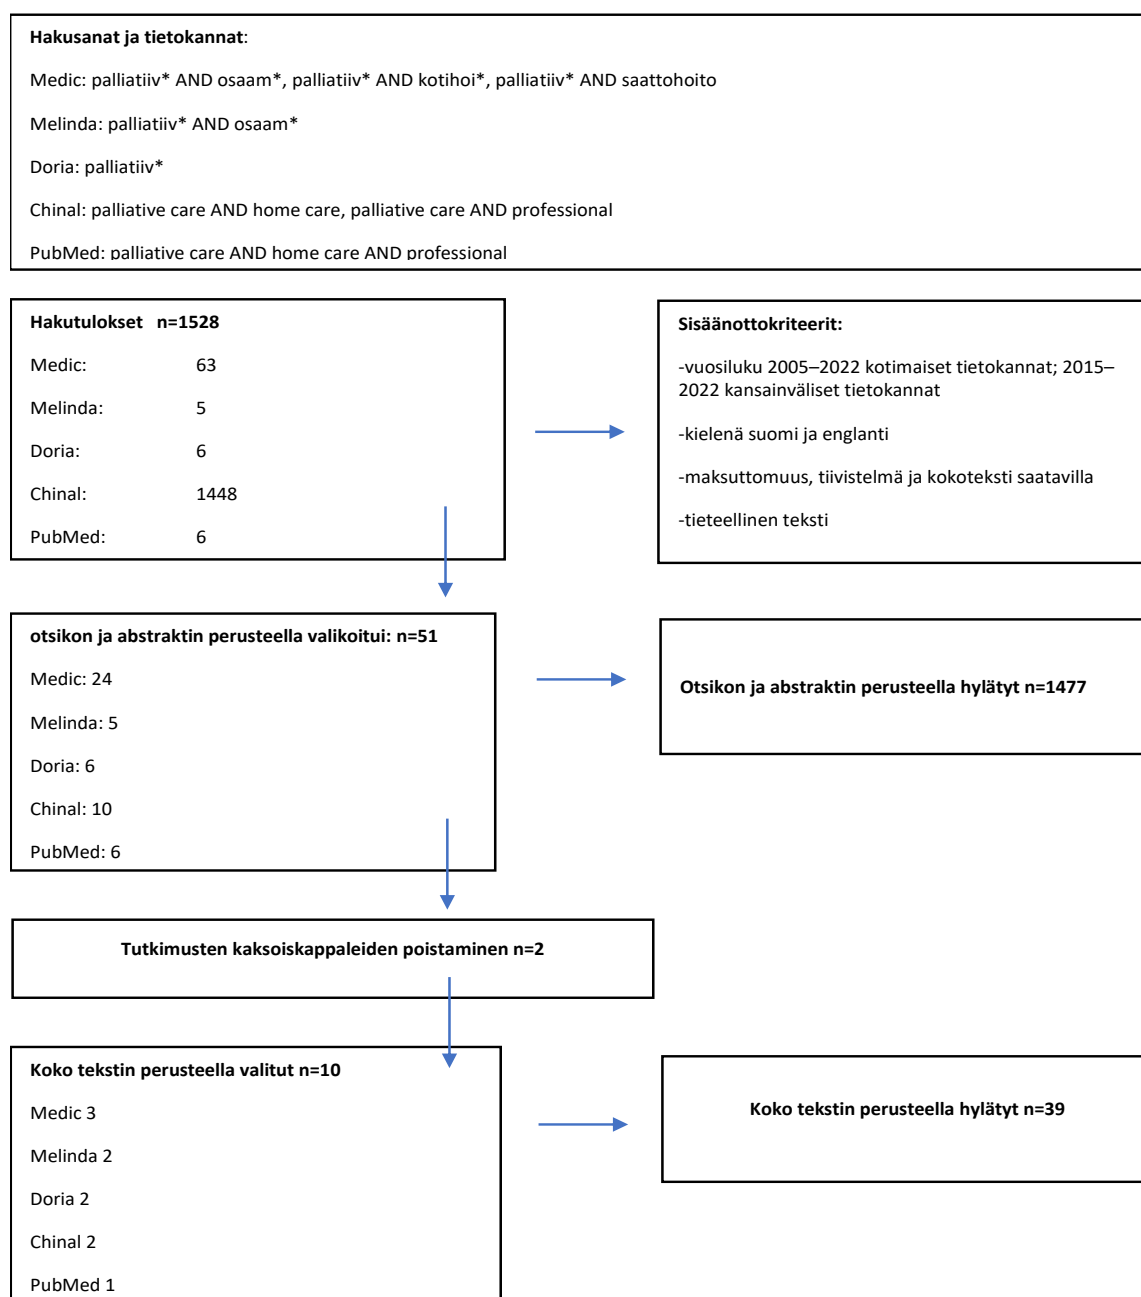 Hakusanat ja tietokannat:
Medic: palliatiiv* AND osaam*, palliatiiv* AND kotihoi*, palliatiiv* AND saattohoito
Melinda: palliatiiv* AND osaam*
Doria: palliatiiv*
Chinal: palliative care AND home care, palliative care AND professional
PubMed: palliative care AND home care AND professional
Hakutulokset n=1528
Medic: 63
Melinda: 5
Doria: 6
Chinal: 1448
PubMed: 6
Sisäänottokriteerit:
-vuosiluku 2005–2022 kotimaiset tietokannat; 2015–
2022 kansainväliset tietokannat
-kielenä suomi ja englanti
-maksuttomuus, tiivistelmä ja kokoteksti saatavilla
-tieteellinen teksti
otsikon ja abstraktin perusteella valikoitui: n=51
Medic: 24
Melinda: 5
Doria: 6
Chinal: 10
PubMed: 6
Otsikon ja abstraktin perusteella hylätyt n=1477
Tutkimusten kaksoiskappaleiden poistaminen n=2
Koko tekstin perusteella valitut n=10
Medic 3
Melinda 2
Doria 2
Chinal 2
PubMed 1
Koko tekstin perusteella hylätyt n=39